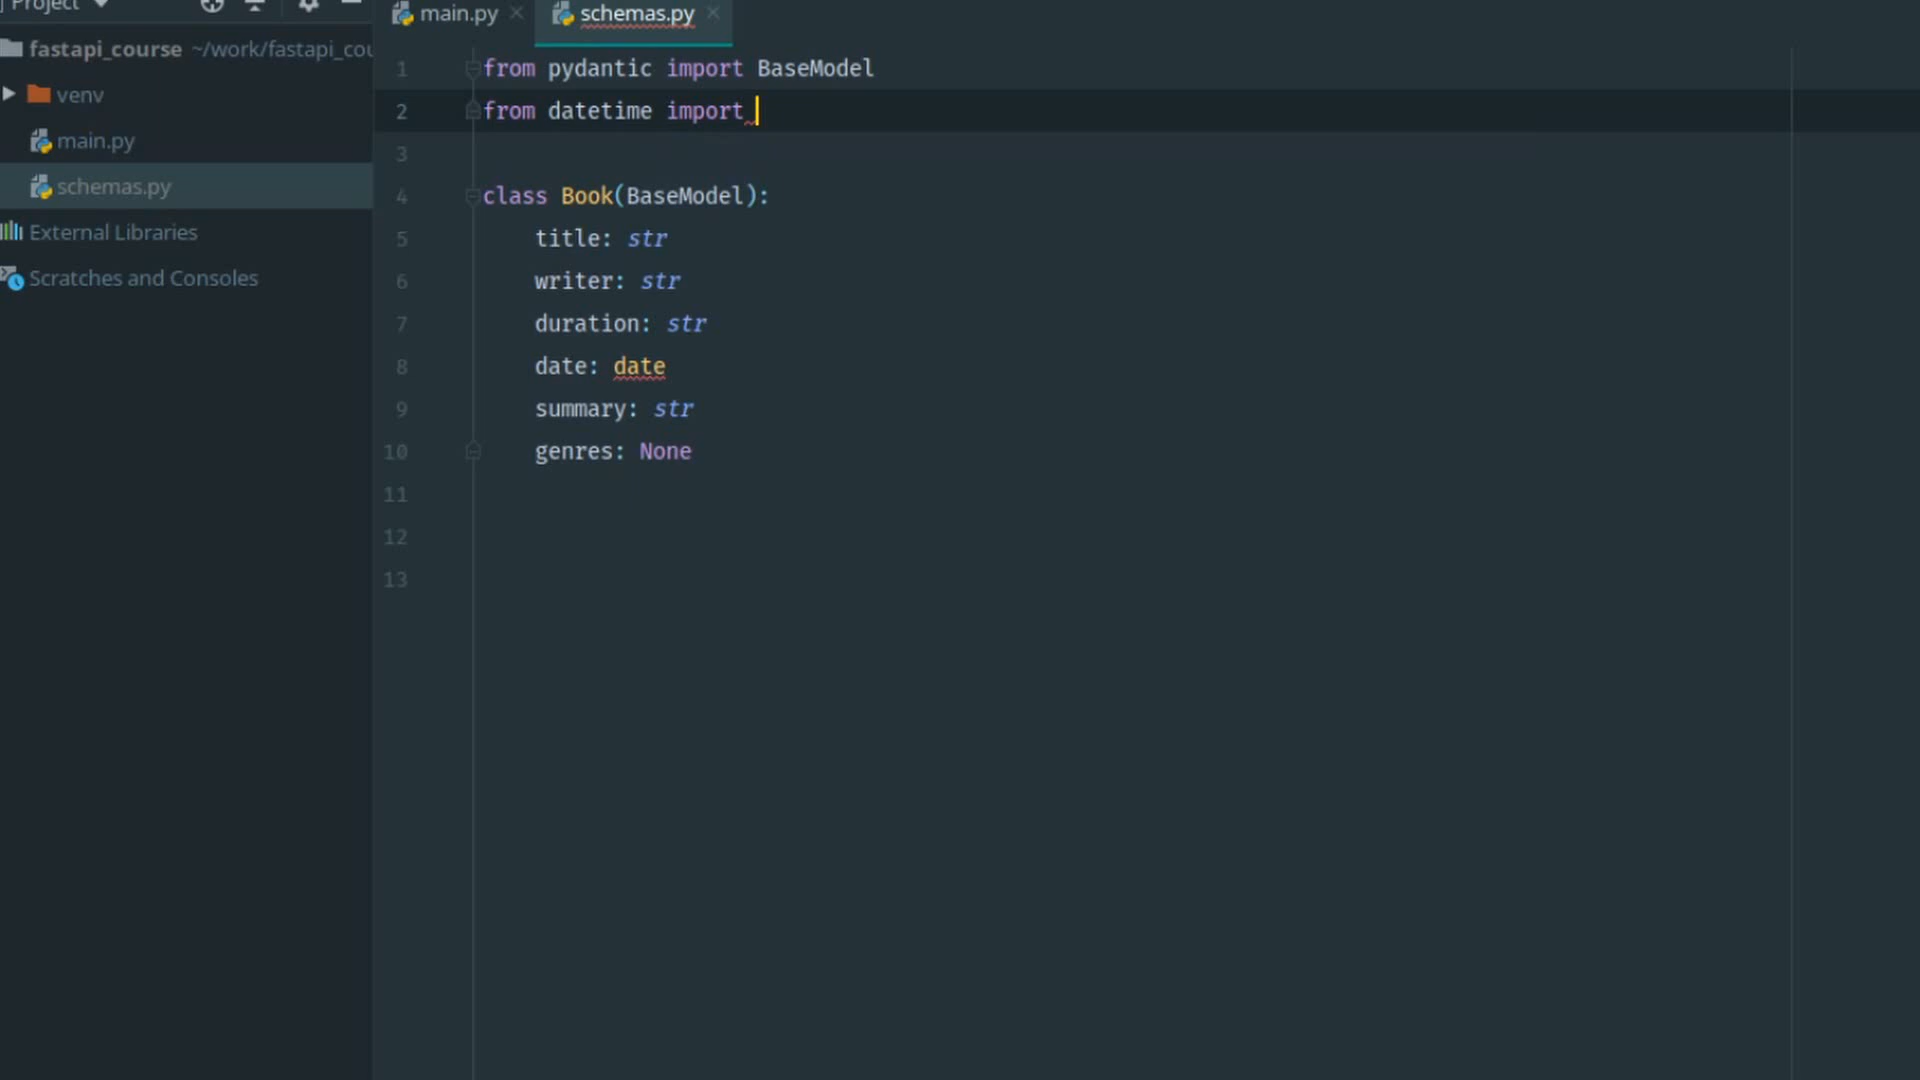 Project
main.py
schemas.py
fastapi_course ~/work/fastapi_cou
venv
main.py
schemas.py
External Libraries
Scratches and Consoles
1 from pydantic import BaseModel
2 from datetime import
3
4 class Book(BaseModel):
5 title: str
6 writer: str
7 duration: str
8 date: date
9 summary: str
10 genres: None
11
12
13